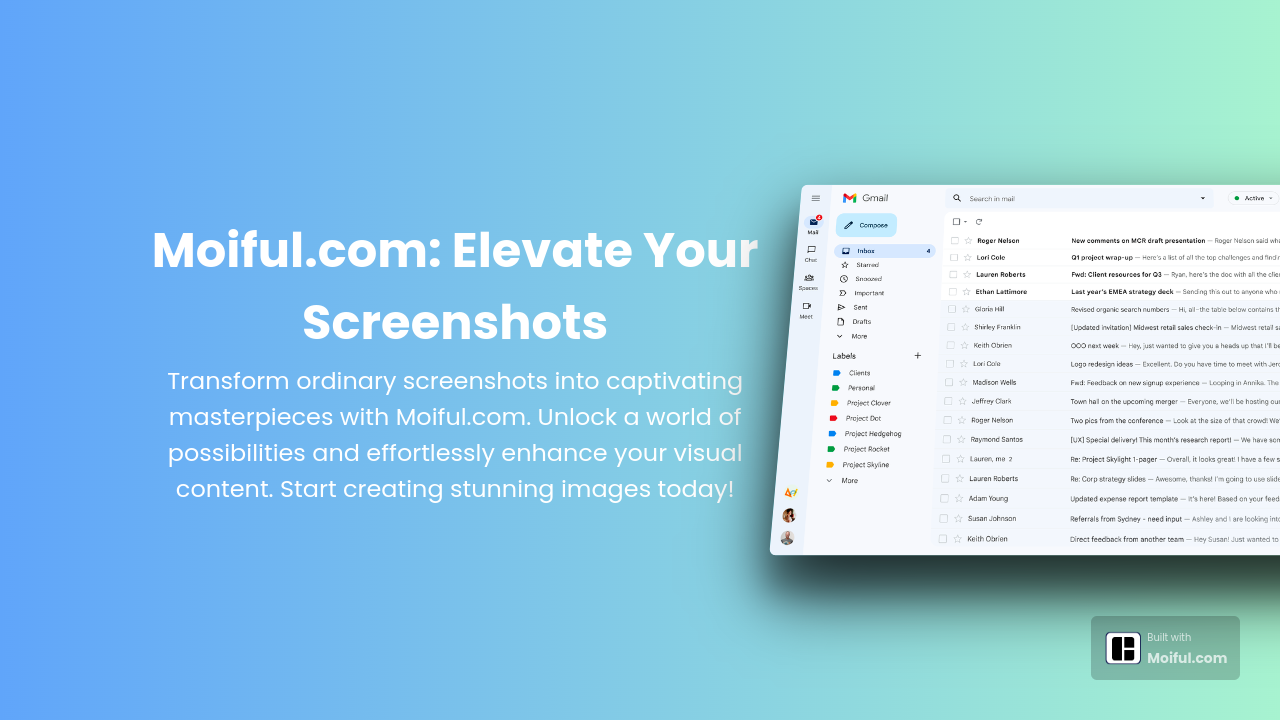 Moiful.com: Elevate Your
Screenshots
Transform ordinary screenshots into captivating
masterpieces with Moiful.com. Unlock a world of
possibilities and effortlessly enhance your visual
content. Start creating stunning images today!
Gmail
Search in mail
Active
4
Mail
Chat
Spaces
Meet
Compose
Inbox 4
Starred
Snoozed
Important
Sent
Drafts
More
Labels +
Clients
Personal
Project Clover
Project Dot
Project Hedgehog
Project Rocket
Project Skyline
More
Roger Nelson New comments on MCR draft presentation — Roger Nelson said wha
Lori Cole Q1 project wrap-up — Here's a list of all the top challenges and findin
Lauren Roberts Fwd: Client resources for Q3 — Ryan, here's the doc with all the clie
Ethan Lattimore Last year's EMEA strategy deck — Sending this out to anyone who
Gloria Hill Revised organic search numbers — Hi, all-the table below contains th
Shirley Franklin [Updated invitation] Midwest retail sales check-in — Midwest retail sa
Keith Obrien OOO next week — Hey, just wanted to give you a heads up that I'll be
Lori Cole Logo redesign ideas — Excellent. Do you have time to meet with Jero
Madison Wells Fwd: Feedback on new signup experience — Looping in Annika. The
Jeffrey Clark Town hall on the upcoming merger — Everyone, we'll be hosting our
Roger Nelson Two pics from the conference — Look at the size of that crowd! We'
Raymond Santos [UX] Special delivery! This month's research report! — We have som
Lauren, me 2 Re: Project Skylight 1-pager — Overall, it looks great! I have a few s
Lauren Roberts Re: Corp strategy slides — Awesome, thanks! I'm going to use slide
Adam Young Updated expense report template — It's here! Based on your feed
Susan Johnson Referrals from Sydney - need input — Ashley and I are looking into
Keith Obrien Direct feedback from another team — Hey Susan! Just wanted to
Built with
Moiful.com